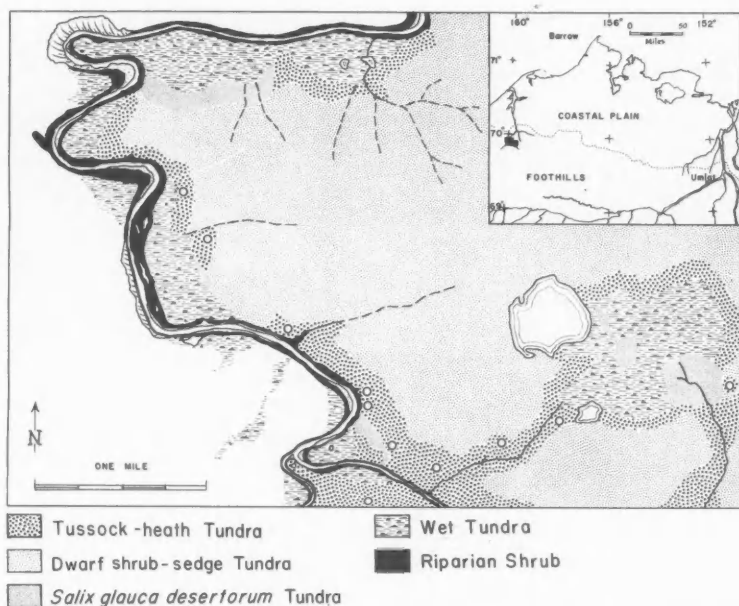 160°
156°
152°
0 50
Miles
Barrow
71°
COASTAL PLAIN
70°
FOOTHILLS
Umiat
69°
N
ONE MILE
Tussock-heath Tundra
Wet Tundra
Dwarf shrub-sedge Tundra
Riparian Shrub
Salix glauca desertorum Tundra